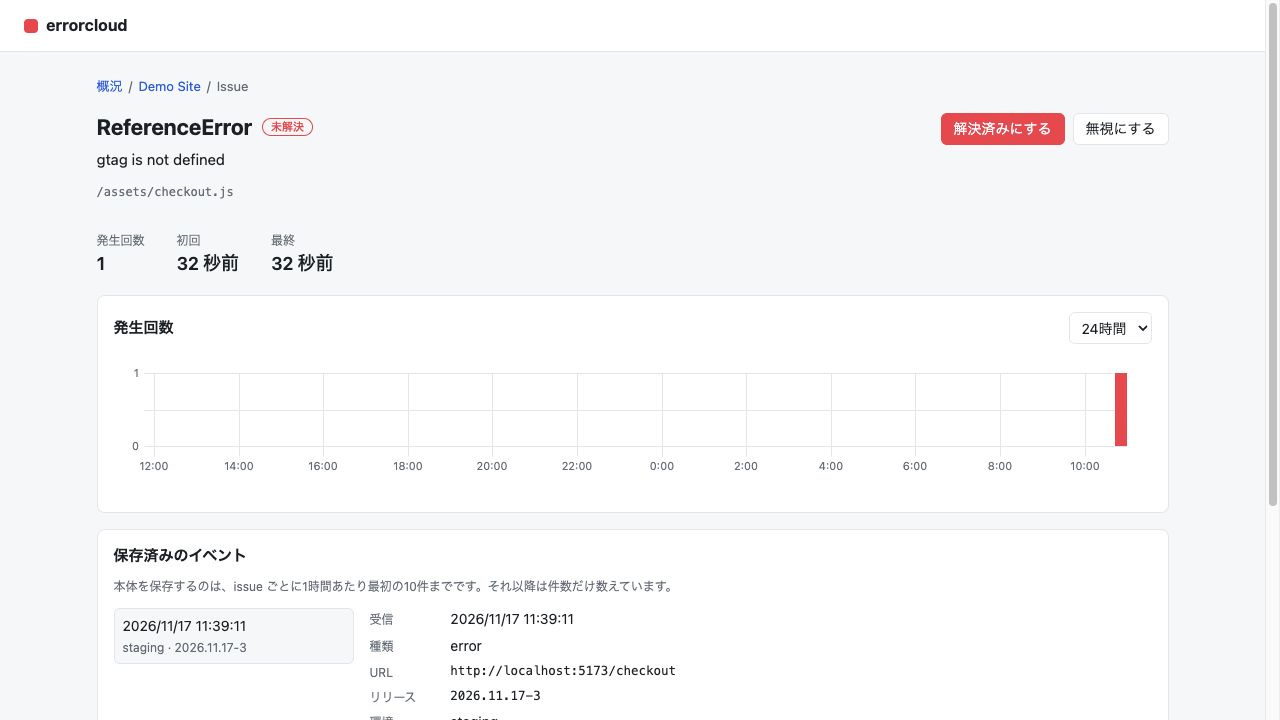 errorcloud
概況 / Demo Site / Issue
ReferenceError 未解決
解決済みにする 無視にする
gtag is not defined
/assets/checkout.js
発生回数 初回 最終
1 32 秒前 32 秒前
発生回数
24時間
1
0
12:00 14:00 16:00 18:00 20:00 22:00 0:00 2:00 4:00 6:00 8:00 10:00
保存済みのイベント
本体を保存するのは、issue ごとに1時間あたり最初の10件までです。それ以降は件数だけ数えています。
2026/11/17 11:39:11
staging · 2026.11.17-3
受信 2026/11/17 11:39:11
種類 error
URL http://localhost:5173/checkout
リリース 2026.11.17-3
環境 staging